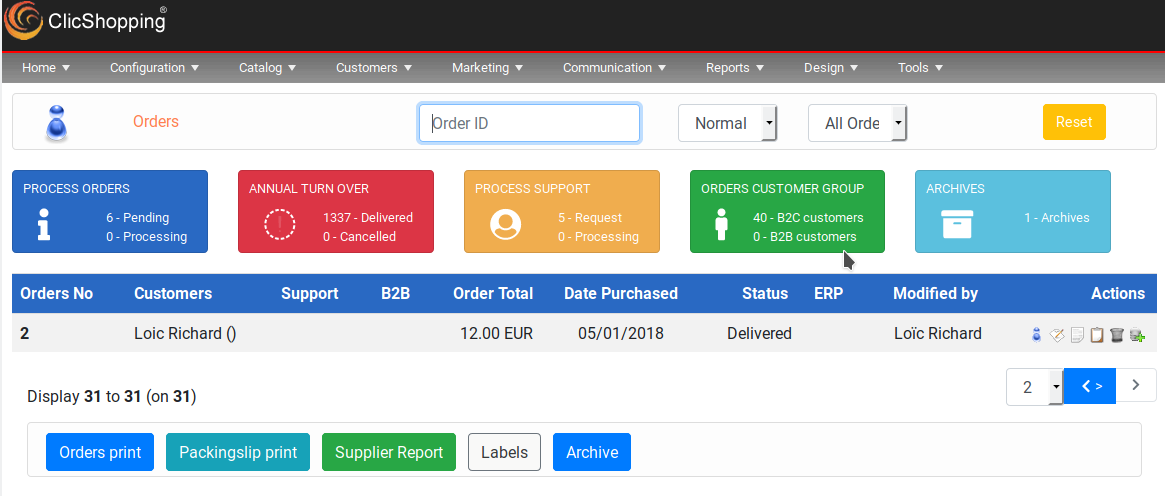 ClicShopping®
Home Configuration Catalog Customers Marketing Communication Reports Design Tools
Orders Order ID Normal All Orde Reset
PROCESS ORDERS
6 - Pending
0 - Processing
ANNUAL TURN OVER
1337 - Delivered
0 - Cancelled
PROCESS SUPPORT
5 - Request
0 - Processing
ORDERS CUSTOMER GROUP
40 - B2C customers
0 - B2B customers
ARCHIVES
1 - Archives
Orders No Customers Support B2B Order Total Date Purchased Status ERP Modified by Actions
2 Loic Richard () 12.00 EUR 05/01/2018 Delivered Loïc Richard
Display 31 to 31 (on 31)
2 < > >
Orders print Packingslip print Supplier Report Labels Archive